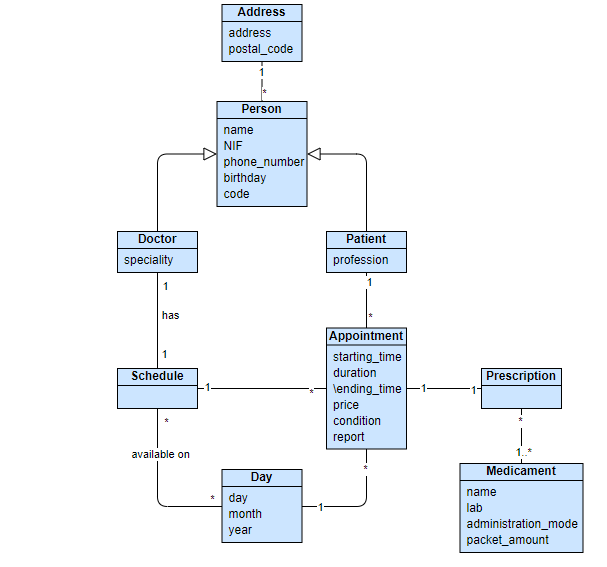 Address
address
postal_code
1
*
Person
name
NIF
phone_number
birthday
code
Doctor
speciality
Patient
profession
1
has
1
1
*
Appointment
starting_time
duration
\ending_time
price
condition
report
Schedule
1
*
1
1
Prescription
*
available on
*
*
1..*
Medicament
name
lab
administration_mode
packet_amount
Day
day
month
year
1
*